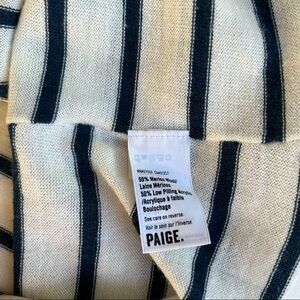 50% Merino Wool/
Laine Mérinos
50% Low Pilling Acrylic
/Acrylique à faible
Boulochage
See care on reverse.
Voir le soin sur l'inverse.
PAIGE.